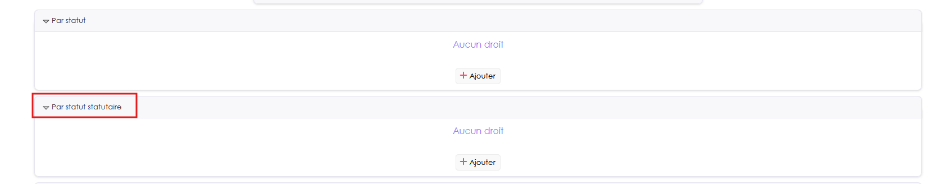 Par statut
Aucun droit
+ Ajouter
Par statut statutaire
Aucun droit
+ Ajouter